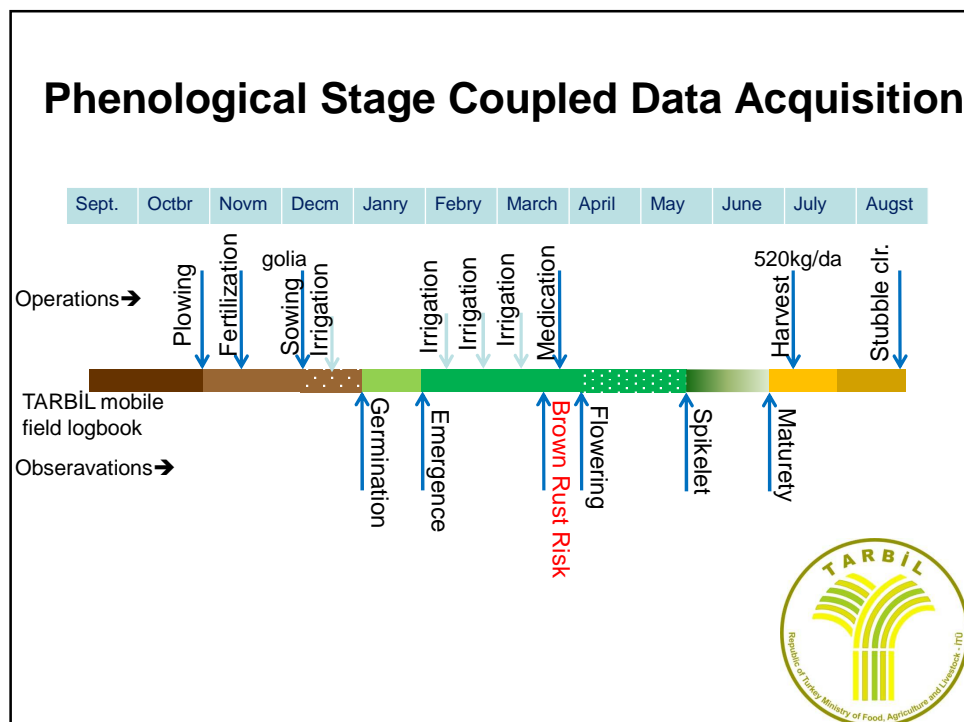 Phenological Stage Coupled Data Acquisition
Sept.
Octbr
Novm
Decm
Janry
Febry
March
April
May
June
July
Augst
Operations➔
Plowing
Fertilization
golia
Sowing
Irrigation
Irrigation
Irrigation
Irrigation
Medication
520kg/da
Harvest
Stubble clr.
TARBİL mobile
field logbook
Obseravations➔
Germination
Emergence
Brown Rust Risk
Flowering
Spikelet
Maturety
TARBİL
Republic of Turkey Ministry of Food, Agriculture and Livestock - İTÜ